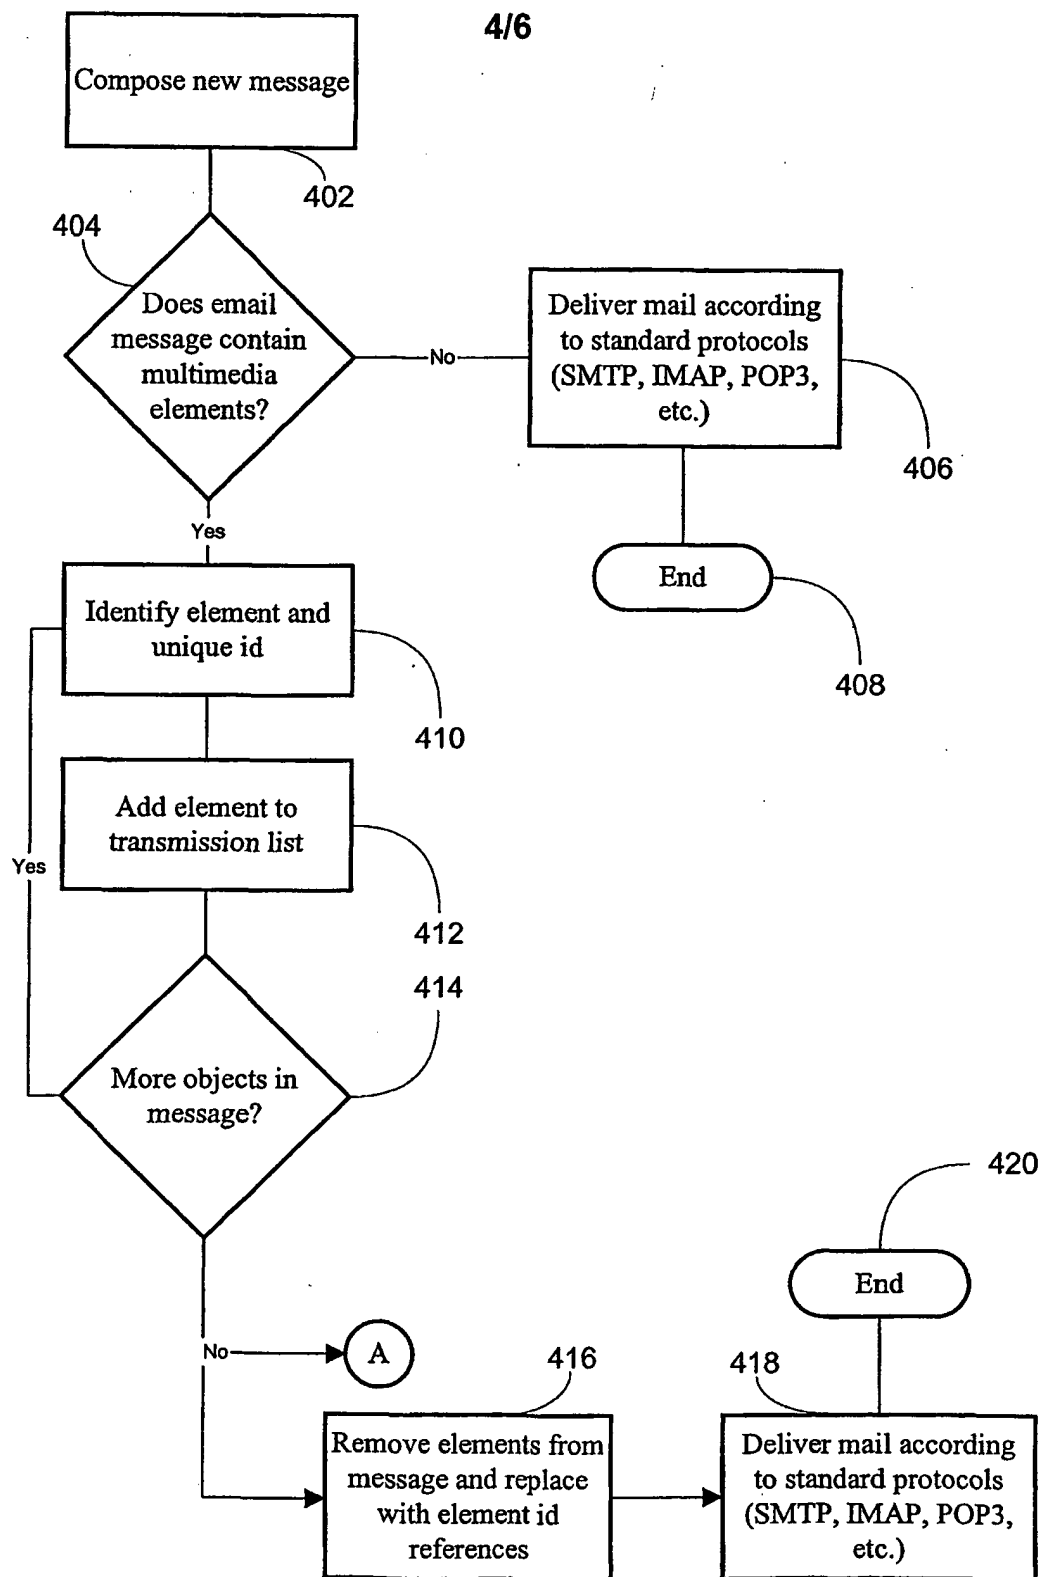 4/6
Compose new message
402
404
Does email
message contain
multimedia
elements?
No
Deliver mail according
to standard protocols
(SMTP, IMAP, POP3,
etc.)
406
End
408
Yes
Identify element and
unique id
410
Add element to
transmission list
412
Yes
414
More objects in
message?
No
A
416
Remove elements from
message and replace
with element id
references
418
Deliver mail according
to standard protocols
(SMTP, IMAP, POP3,
etc.)
End
420